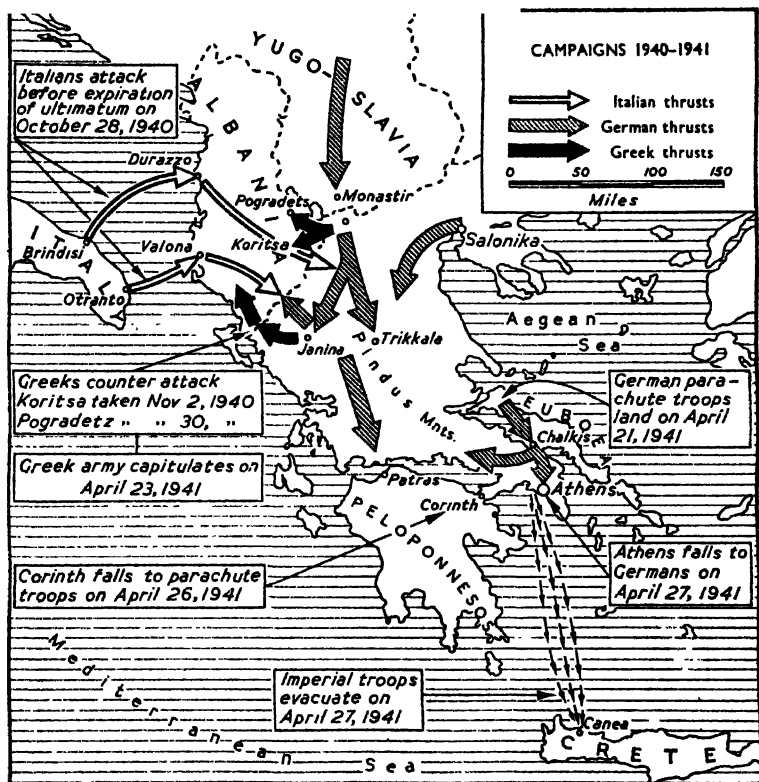 CAMPAIGNS 1940-1941
Italian thrusts
German thrusts
Greek thrusts
0 50 100 150
Miles
YUGO-SLAVIA
ALBANIA
Italians attack
before expiration
of ultimatum on
October 28, 1940
Durazzo
Pogradets
Monastir
Koritsa
Salonika
ITALY
Brindisi
Valona
Otranto
Janina
Trikkala
Pindus Mnts.
Aegean
Sea
Greeks counter attack
Koritsa taken Nov 2, 1940
Pogradetz " " 30, "
Greek army capitulates on
April 23, 1941
German para-
chute troops
land on April
21, 1941
EUBOEA
Chalkis
Athens
Patras
Corinth
PELOPONNESO
Corinth falls to parachute
troops on April 26, 1941
Athens falls to
Germans on
April 27, 1941
Imperial troops
evacuate on
April 27, 1941
Mediterranean Sea
Canea
CRETE